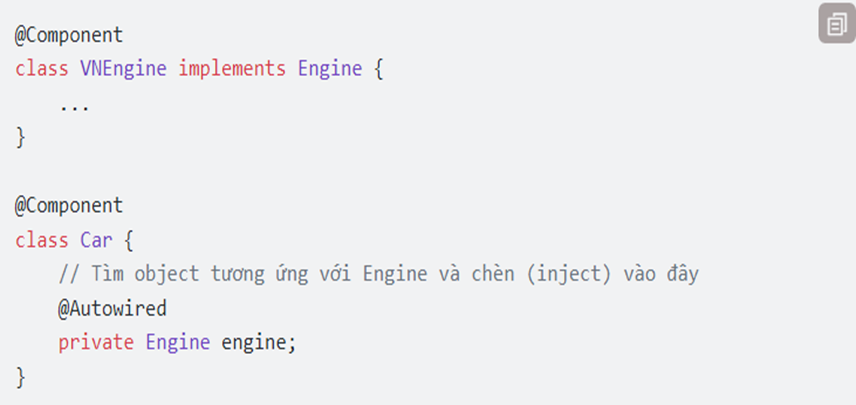 @Component
class VNEngine implements Engine {
    ...
}
@Component
class Car {
    // Tìm object tương ứng với Engine và chèn (inject) vào đây
    @Autowired
    private Engine engine;
}